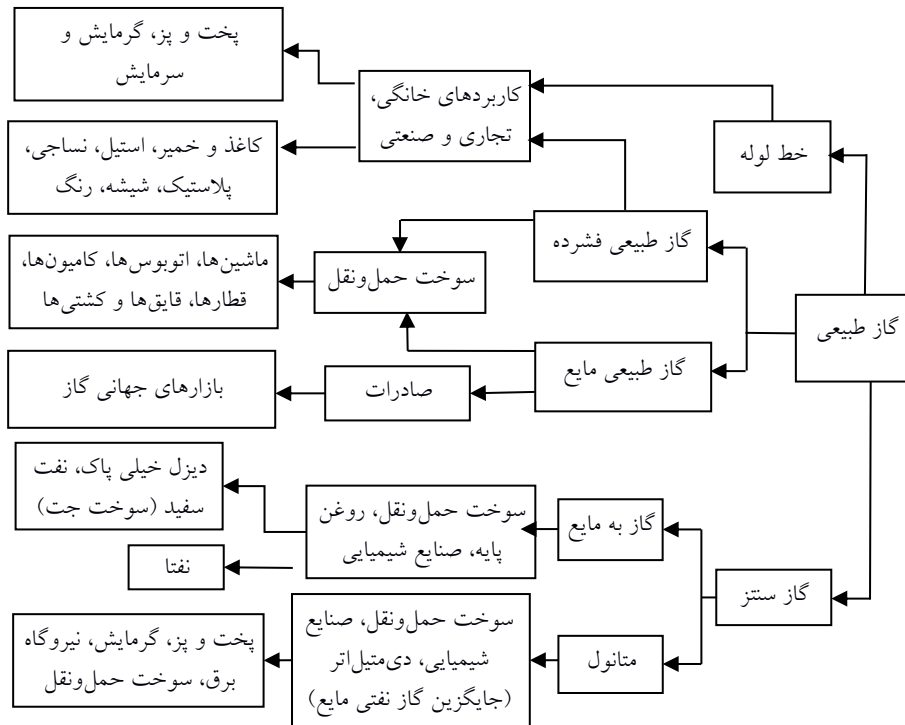 گاز طبیعی
خط لوله
کاربردهای خانگی،
تجاری و صنعتی
پخت و پز، گرمایش و
سرمایش
کاغذ و خمیر، استیل، نساجی،
پلاستیک، شیشه، رنگ
گاز طبیعی فشرده
سوخت حمل‌ونقل
ماشین‌ها، اتوبوس‌ها، کامیون‌ها،
قطارها، قایق‌ها و کشتی‌ها
گاز طبیعی مایع
صادرات
بازارهای جهانی گاز
گاز سنتز
گاز به مایع
سوخت حمل‌ونقل، روغن
پایه، صنایع شیمیایی
دیزل خیلی پاک، نفت
سفید (سوخت جت)
نفتا
متانول
سوخت حمل‌ونقل، صنایع
شیمیایی، دی‌متیل‌اتر
(جایگزین گاز نفتی مایع)
پخت و پز، گرمایش، نیروگاه
برق، سوخت حمل‌ونقل